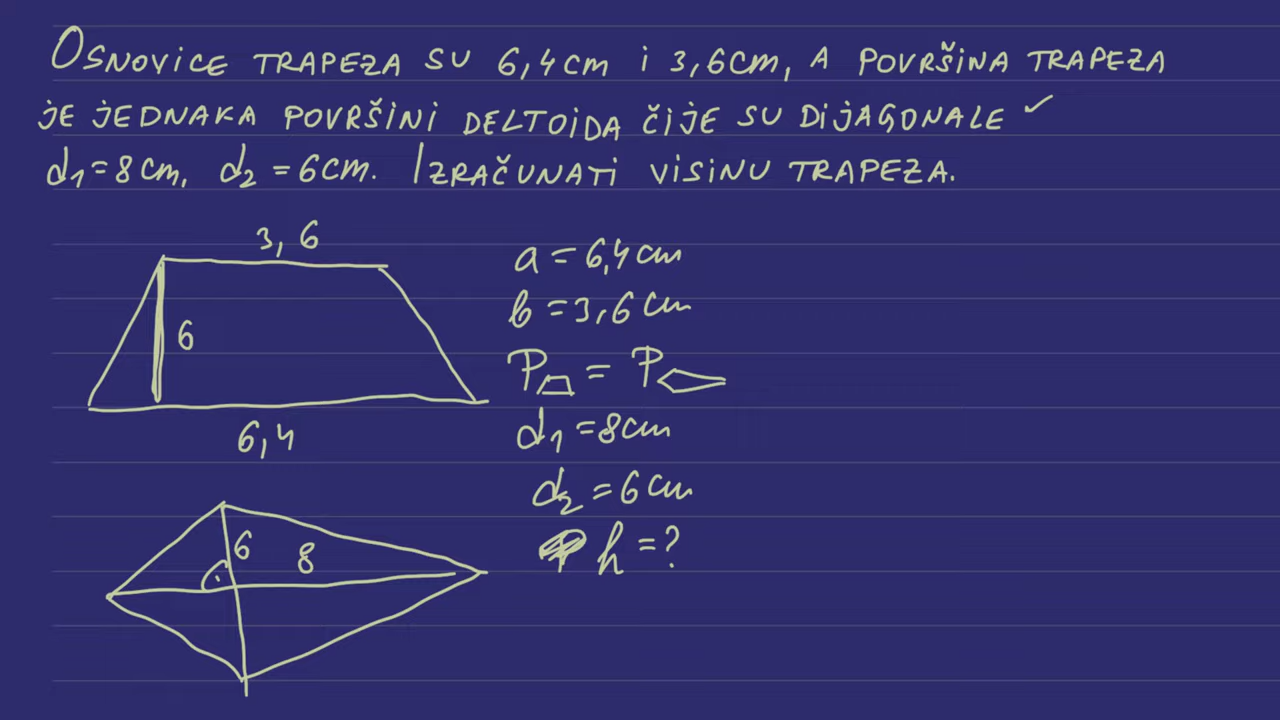 OSNOVICE TRAPEZA SU 6,4cm i 3,6cm, A POVRŠINA TRAPEZA
JE JEDNAKA POVRŠINI DELTOIDA ČIJE SU DIJAGONALE ✓
d₁=8cm, d₂=6cm. IZRAČUNATI VISINU TRAPEZA.
3,6
6
6,4
a=6,4cm
b=3,6cm
P⏢=P
d₁=8cm
d₂=6cm
h=?
6
8